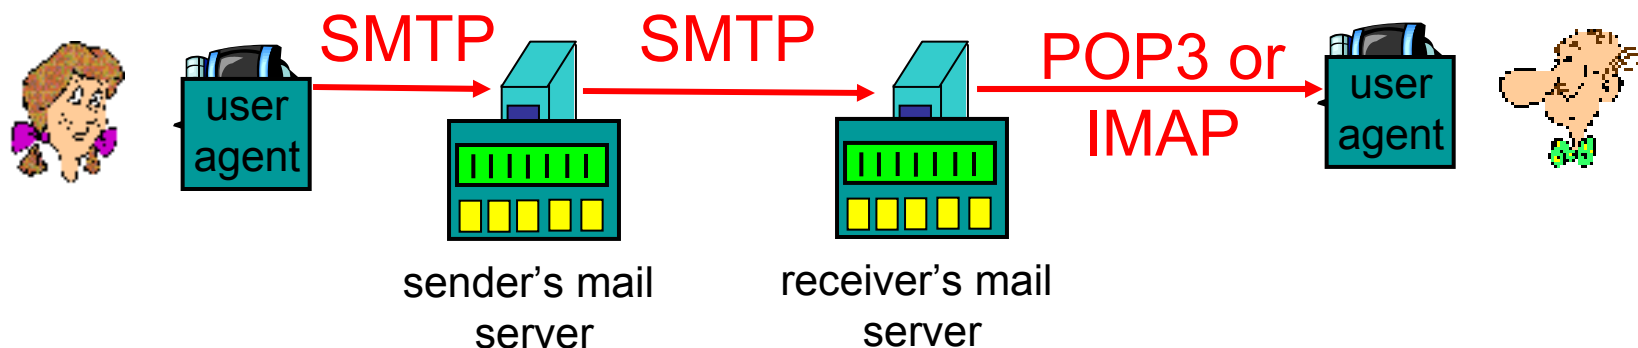 SMTP
SMTP
POP3 or
IMAP
user
agent
user
agent
sender's mail
server
receiver's mail
server